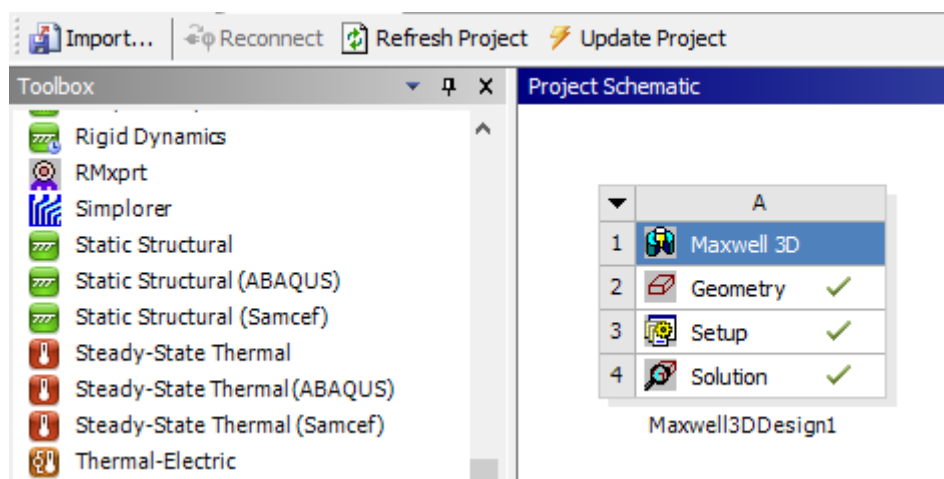 Import... Reconnect Refresh Project Update Project
Toolbox
Rigid Dynamics
RMxprt
Simplorer
Static Structural
Static Structural (ABAQUS)
Static Structural (Samcef)
Steady-State Thermal
Steady-State Thermal (ABAQUS)
Steady-State Thermal (Samcef)
Thermal-Electric
Project Schematic
A
1 Maxwell 3D
2 Geometry
3 Setup
4 Solution
Maxwell3DDesign1